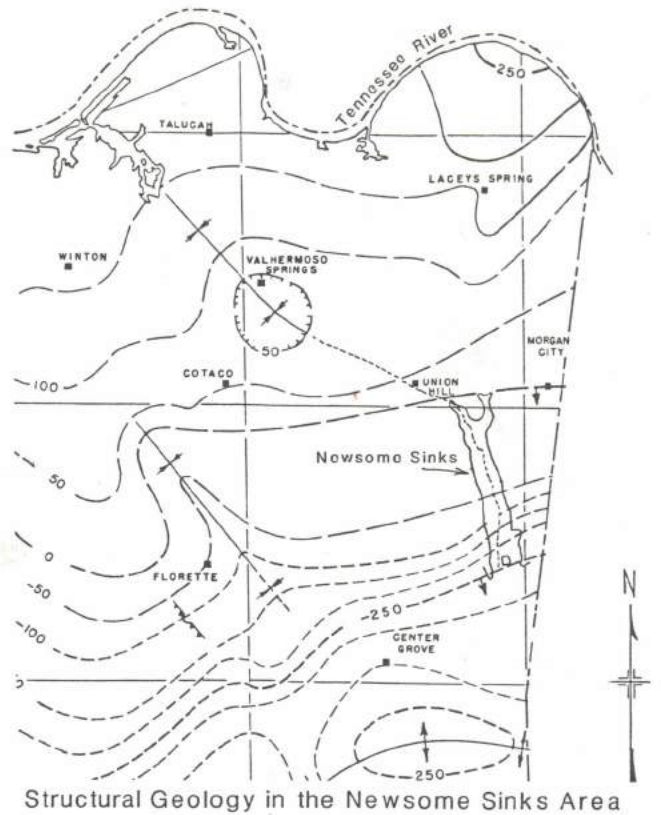 250
Tennessee River
TALUCAH
LACEYS SPRING
WINTON
VALHERMOSO
SPRINGS
50
MORGAN
CITY
100
COTACO
UNION
HILL
Newsome Sinks
50
0
FLORETTE
-50
-100
-250
N
CENTER
GROVE
250
Structural Geology in the Newsome Sinks Area